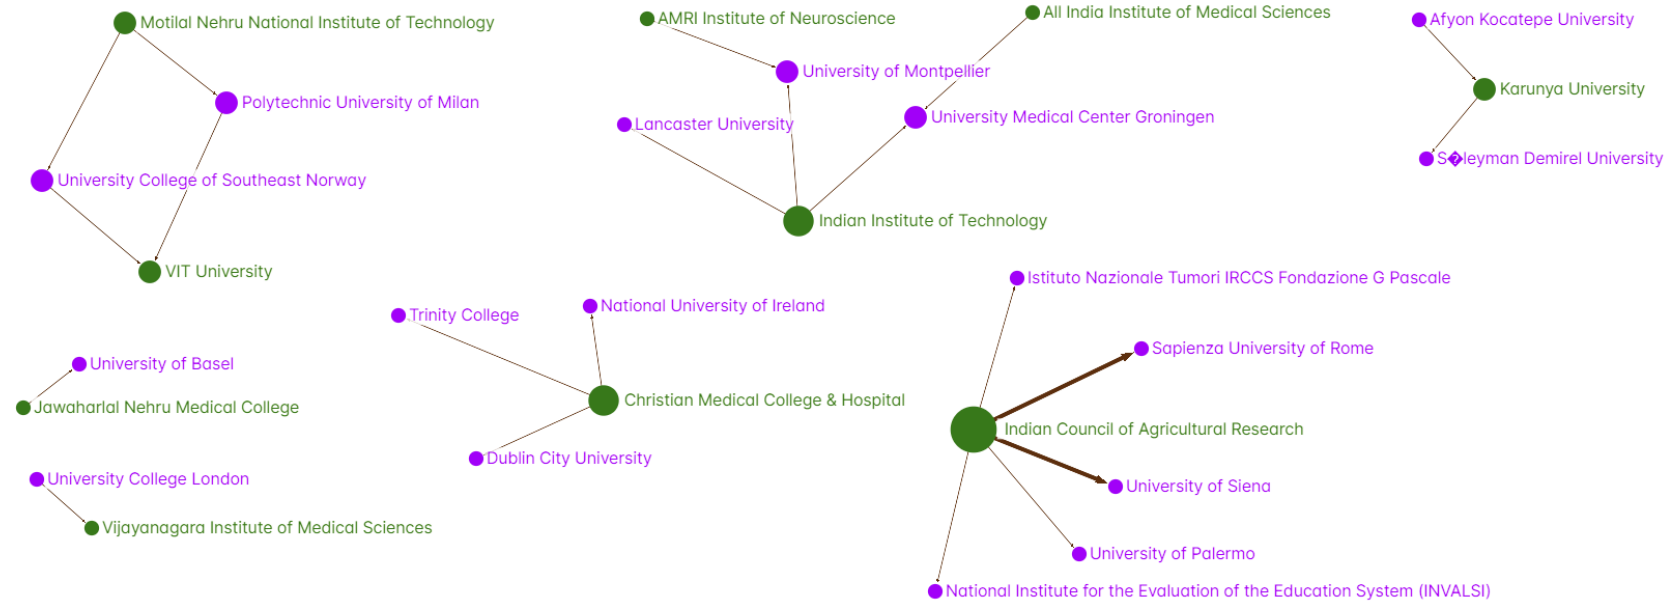 Motilal Nehru National Institute of Technology
Polytechnic University of Milan
University College of Southeast Norway
VIT University
AMRI Institute of Neuroscience
All India Institute of Medical Sciences
University of Montpellier
Lancaster University
University Medical Center Groningen
Indian Institute of Technology
Afyon Kocatepe University
Karunya University
S�leyman Demirel University
University of Basel
Jawaharlal Nehru Medical College
University College London
Vijayanagara Institute of Medical Sciences
Trinity College
National University of Ireland
Christian Medical College & Hospital
Dublin City University
Istituto Nazionale Tumori IRCCS Fondazione G Pascale
Sapienza University of Rome
Indian Council of Agricultural Research
University of Siena
University of Palermo
National Institute for the Evaluation of the Education System (INVALSI)